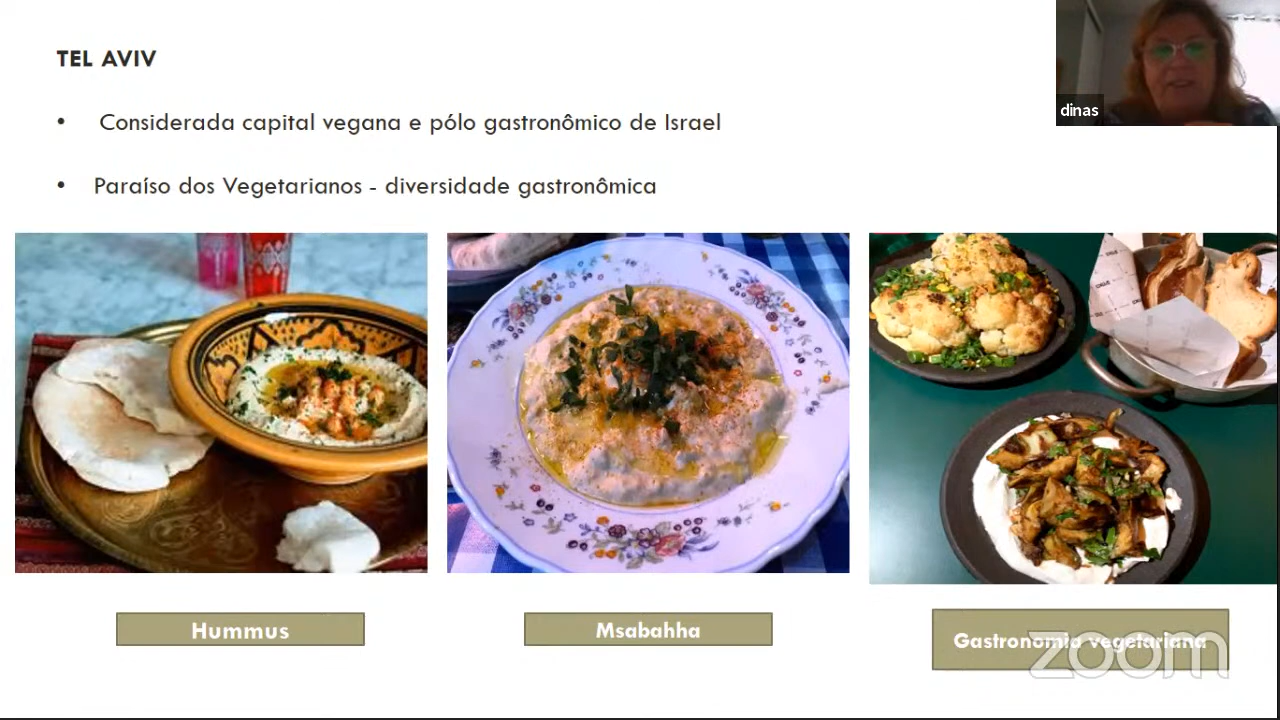 TEL AVIV
dinas
• Considerada capital vegana e pólo gastronômico de Israel
• Paraíso dos Vegetarianos - diversidade gastronômica
Hummus
Msabahha
Gastronomia vegetariana
zoom